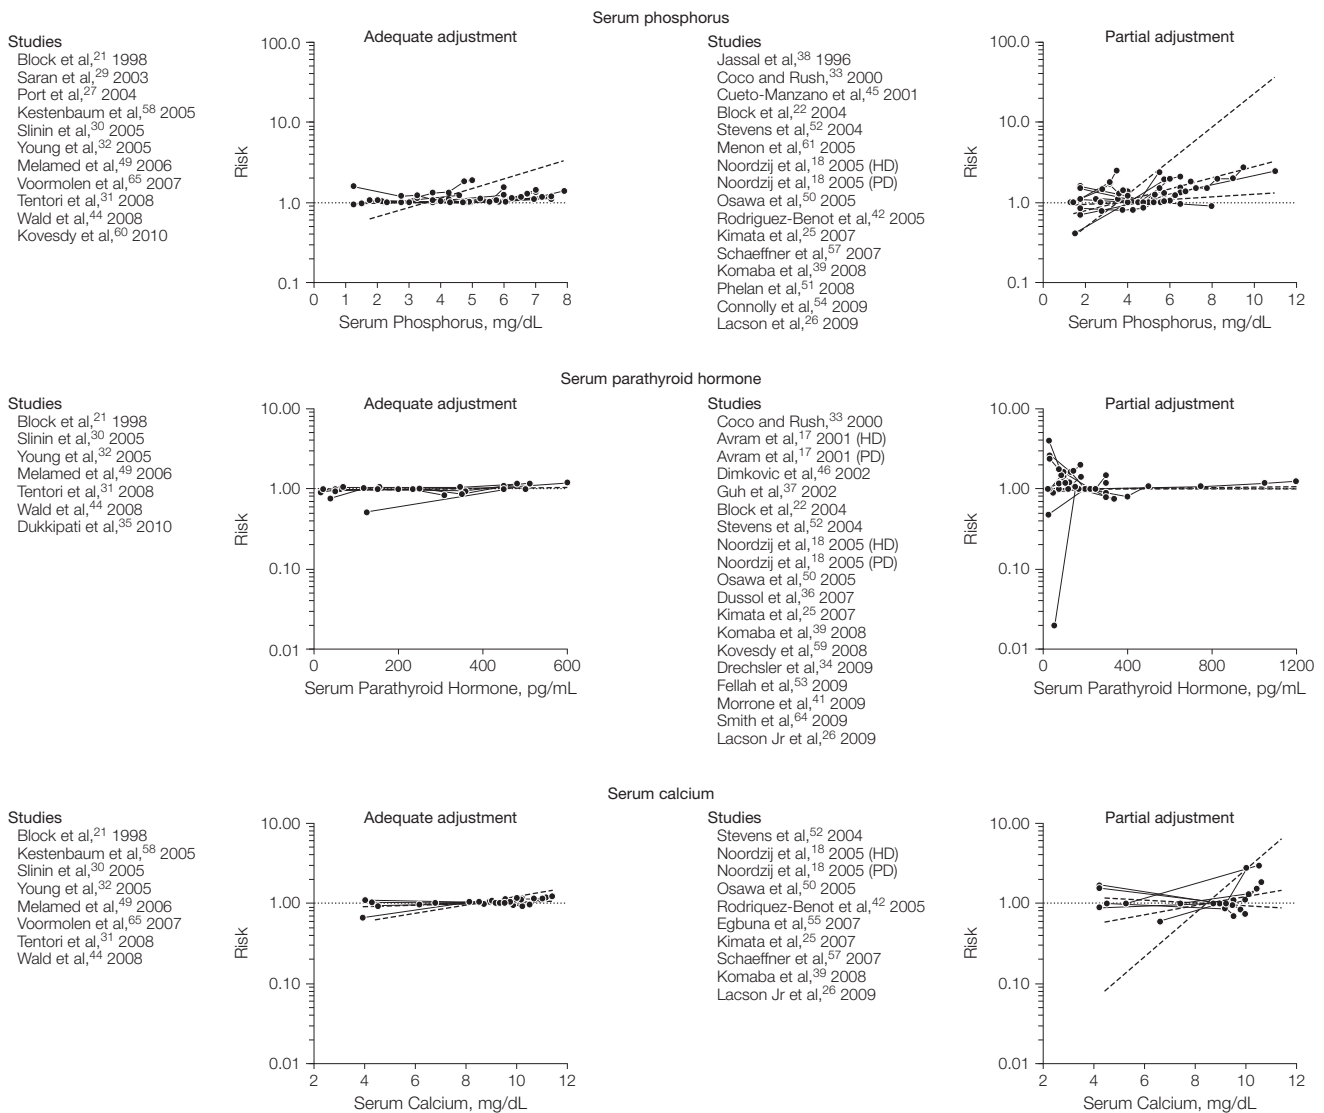 Serum phosphorus
Studies
Block et al,21 1998
Saran et al,29 2003
Port et al,27 2004
Kestenbaum et al,58 2005
Slinin et al,30 2005
Young et al,32 2005
Melamed et al,49 2006
Voormolen et al,65 2007
Tentori et al,31 2008
Wald et al,44 2008
Kovesdy et al,60 2010
Adequate adjustment
100.0
10.0
1.0
0.1
Risk
0 1 2 3 4 5 6 7 8
Serum Phosphorus, mg/dL
Studies
Jassal et al,38 1996
Coco and Rush,33 2000
Cueto-Manzano et al,45 2001
Block et al,22 2004
Stevens et al,52 2004
Menon et al,61 2005
Noordzij et al,18 2005 (HD)
Noordzij et al,18 2005 (PD)
Osawa et al,50 2005
Rodriguez-Benot et al,42 2005
Kimata et al,25 2007
Schaeffner et al,57 2007
Komaba et al,39 2008
Phelan et al,51 2008
Connolly et al,54 2009
Lacson et al,26 2009
Partial adjustment
100.0
10.0
1.0
0.1
Risk
0 2 4 6 8 10 12
Serum Phosphorus, mg/dL
Serum parathyroid hormone
Studies
Block et al,21 1998
Slinin et al,30 2005
Young et al,32 2005
Melamed et al,49 2006
Tentori et al,31 2008
Wald et al,44 2008
Dukkipati et al,35 2010
Adequate adjustment
10.00
1.00
0.10
0.01
Risk
0 200 400 600
Serum Parathyroid Hormone, pg/mL
Studies
Coco and Rush,33 2000
Avram et al,17 2001 (HD)
Avram et al,17 2001 (PD)
Dimkovic et al,46 2002
Guh et al,37 2002
Block et al,22 2004
Stevens et al,52 2004
Noordzij et al,18 2005 (HD)
Noordzij et al,18 2005 (PD)
Osawa et al,50 2005
Dussol et al,36 2007
Kimata et al,25 2007
Komaba et al,39 2008
Kovesdy et al,59 2008
Drechsler et al,34 2009
Fellah et al,53 2009
Morrone et al,41 2009
Smith et al,64 2009
Lacson Jr et al,26 2009
Partial adjustment
10.00
1.00
0.10
0.01
Risk
0 400 800 1200
Serum Parathyroid Hormone, pg/mL
Serum calcium
Studies
Block et al,21 1998
Kestenbaum et al,58 2005
Slinin et al,30 2005
Young et al,32 2005
Melamed et al,49 2006
Voormolen et al,65 2007
Tentori et al,31 2008
Wald et al,44 2008
Adequate adjustment
10.00
1.00
0.10
0.01
Risk
2 4 6 8 10 12
Serum Calcium, mg/dL
Studies
Stevens et al,52 2004
Noordzij et al,18 2005 (HD)
Noordzij et al,18 2005 (PD)
Osawa et al,50 2005
Rodriquez-Benot et al,42 2005
Egbuna et al,55 2007
Kimata et al,25 2007
Schaeffner et al,57 2007
Komaba et al,39 2008
Lacson Jr et al,26 2009
Partial adjustment
10.00
1.00
0.10
0.01
Risk
2 4 6 8 10 12
Serum Calcium, mg/dL